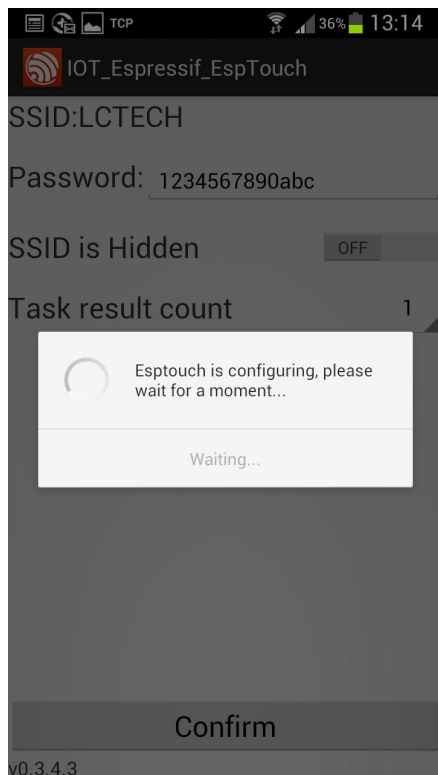 TCP 36% 13:14
IOT_Espressif_EspTouch
SSID:LCTECH
Password: 1234567890abc
SSID is Hidden OFF
Task result count 1
Esptouch is configuring, please
wait for a moment...
Waiting...
Confirm
v0.3.4.3